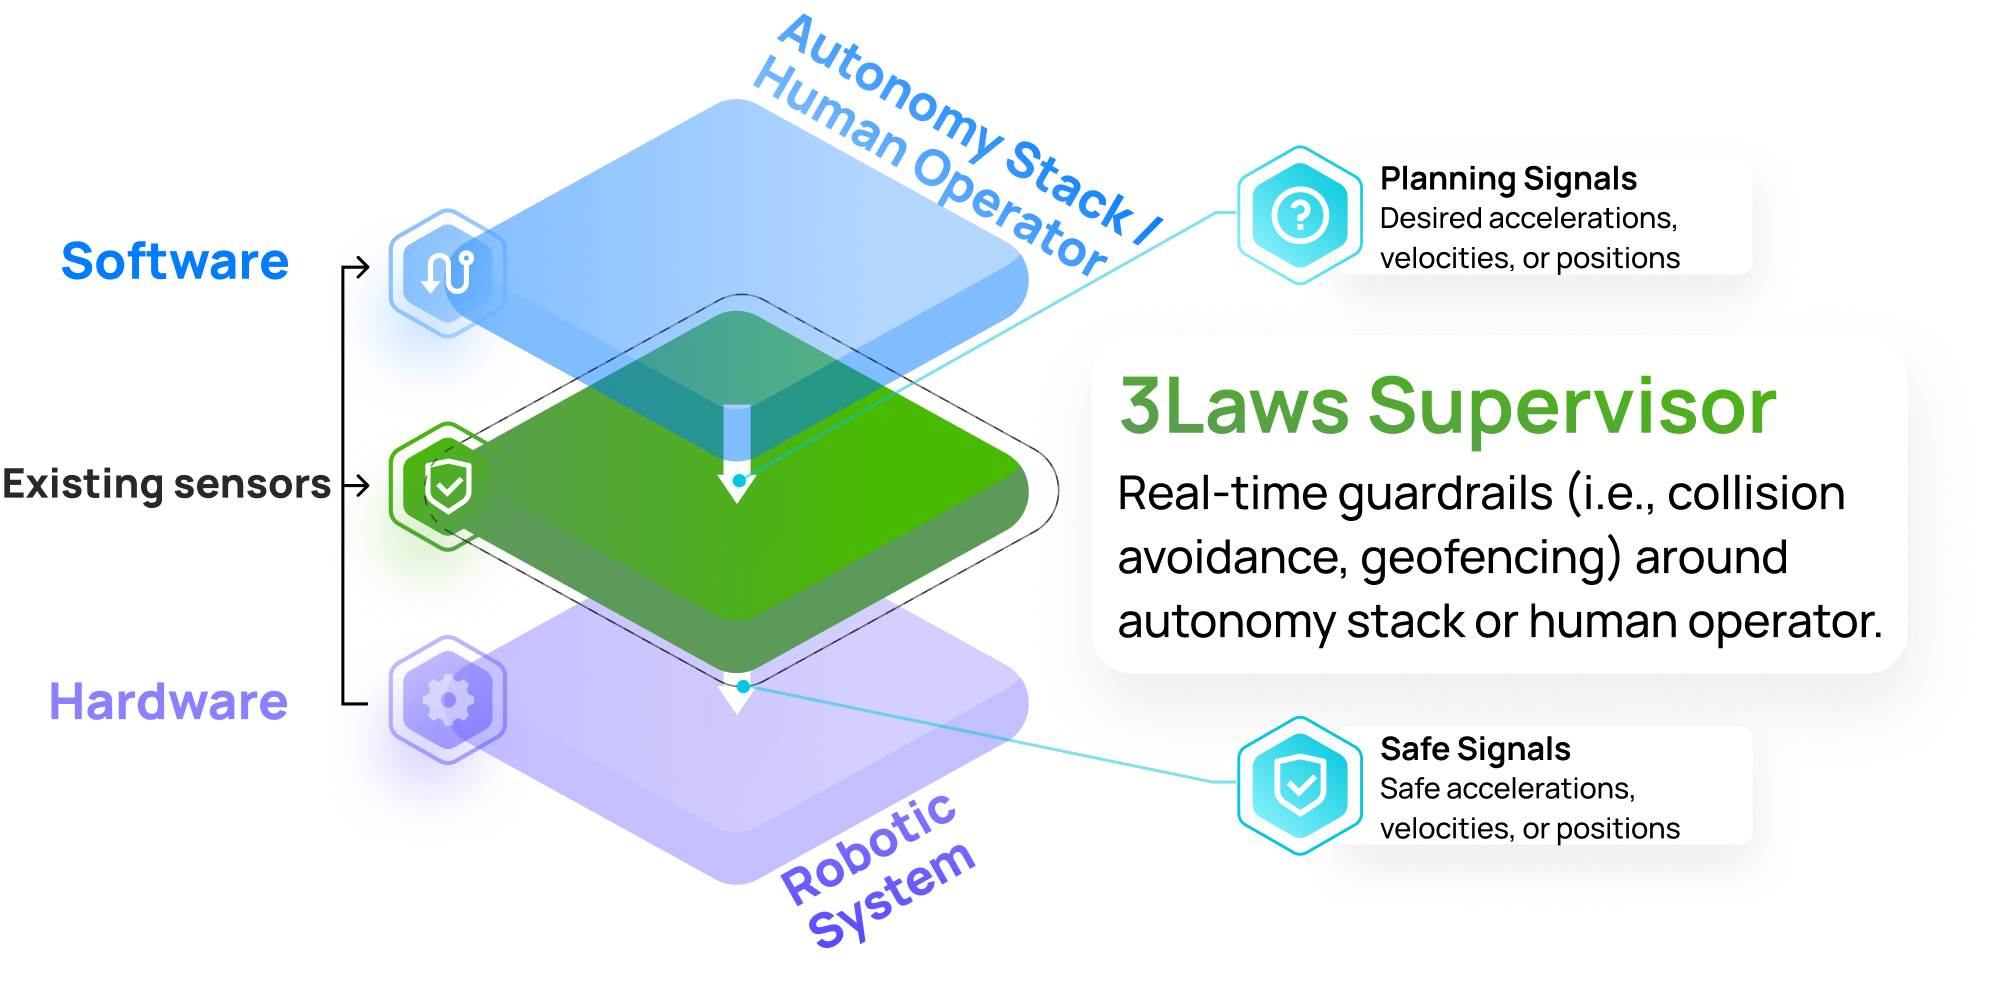 Autonomy Stack /
Human Operator
Software
Existing sensors
Hardware
Robotic
System
Planning Signals
Desired accelerations,
velocities, or positions
3Laws Supervisor
Real-time guardrails (i.e., collision
avoidance, geofencing) around
autonomy stack or human operator.
Safe Signals
Safe accelerations,
velocities, or positions